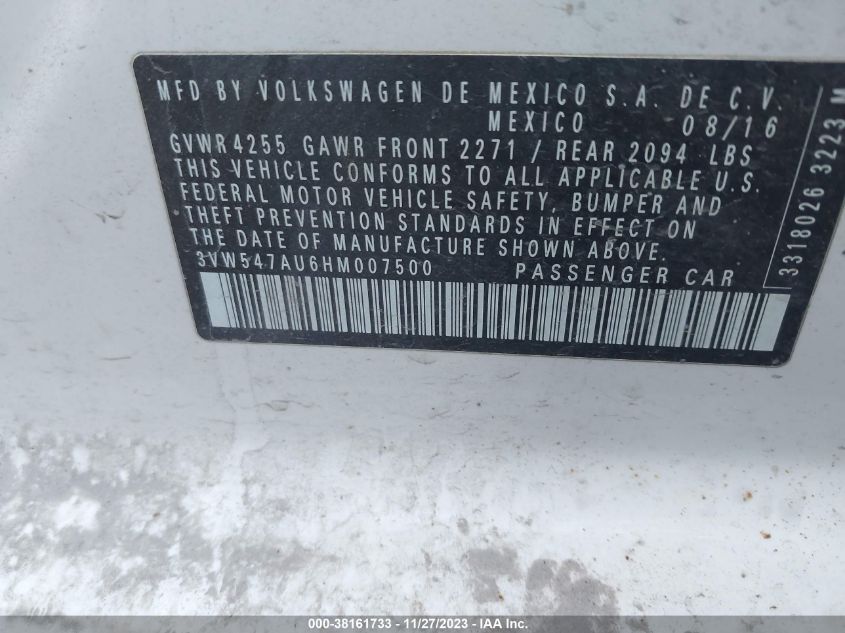 MFD BY VOLKSWAGEN DE MEXICO S.A. DE C.V.
MEXICO 08/16
GVWR 4255 GAWR FRONT 2271 / REAR 2094 LBS
THIS VEHICLE CONFORMS TO ALL APPLICABLE U.S.
FEDERAL MOTOR VEHICLE SAFETY, BUMPER AND
THEFT PREVENTION STANDARDS IN EFFECT ON
THE DATE OF MANUFACTURE SHOWN ABOVE.
3VW547AU6HM007500 PASSENGER CAR
3318026 3223 M
000-38161733 - 11/27/2023 - IAA Inc.